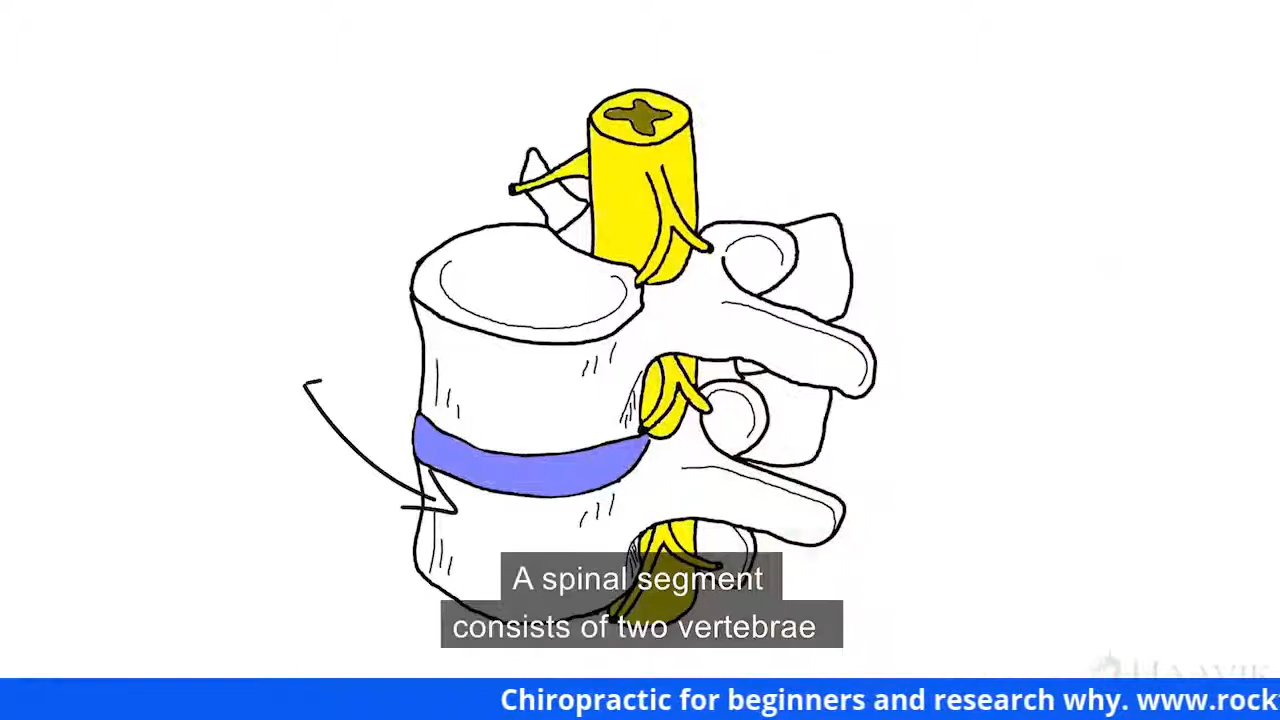 A spinal segment
consists of two vertebrae
Chiropractic for beginners and research why. www.rock